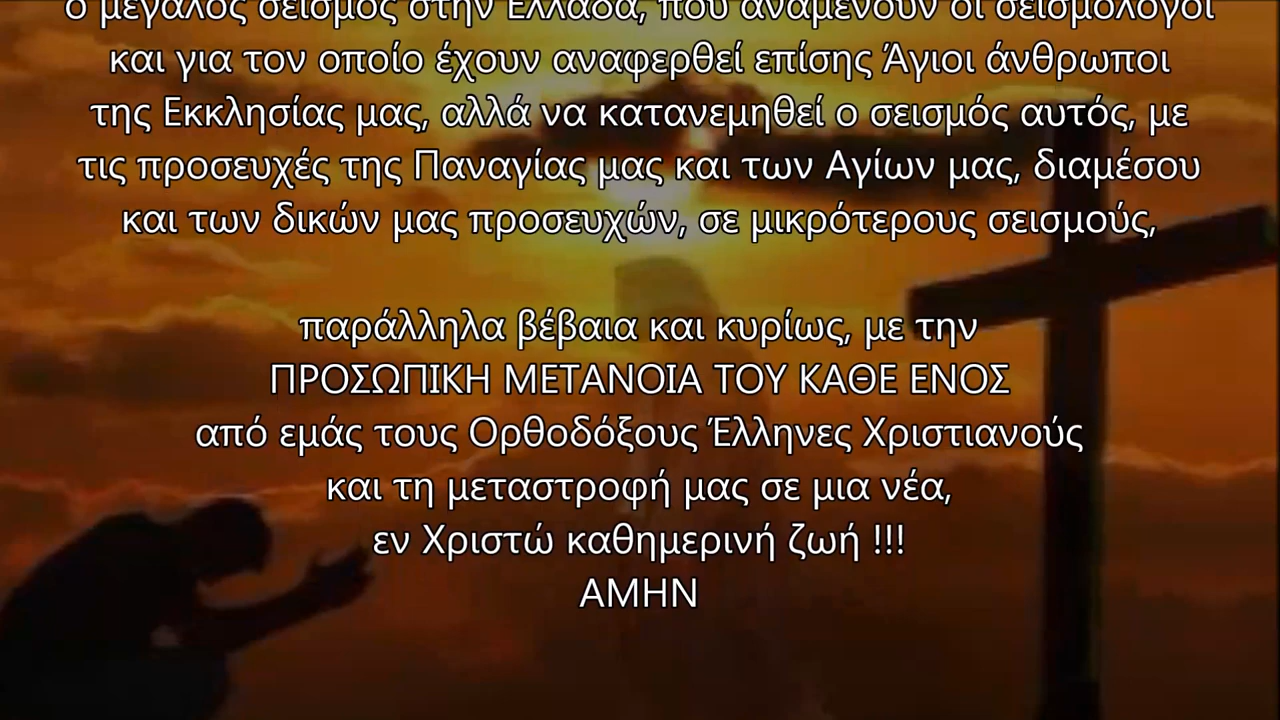 ο μεγάλος σεισμός στην Ελλάδα, που αναμένουν οι σεισμολόγοι
και για τον οποίο έχουν αναφερθεί επίσης Άγιοι άνθρωποι
της Εκκλησίας μας, αλλά να κατανεμηθεί ο σεισμός αυτός, με
τις προσευχές της Παναγίας μας και των Αγίων μας, διαμέσου
και των δικών μας προσευχών, σε μικρότερους σεισμούς,
παράλληλα βέβαια και κυρίως, με την
ΠΡΟΣΩΠΙΚΗ ΜΕΤΑΝΟΙΑ ΤΟΥ ΚΑΘΕ ΕΝΟΣ
από εμάς τους Ορθοδόξους Έλληνες Χριστιανούς
και τη μεταστροφή μας σε μια νέα,
εν Χριστώ καθημερινή ζωή !!!
ΑΜΗΝ